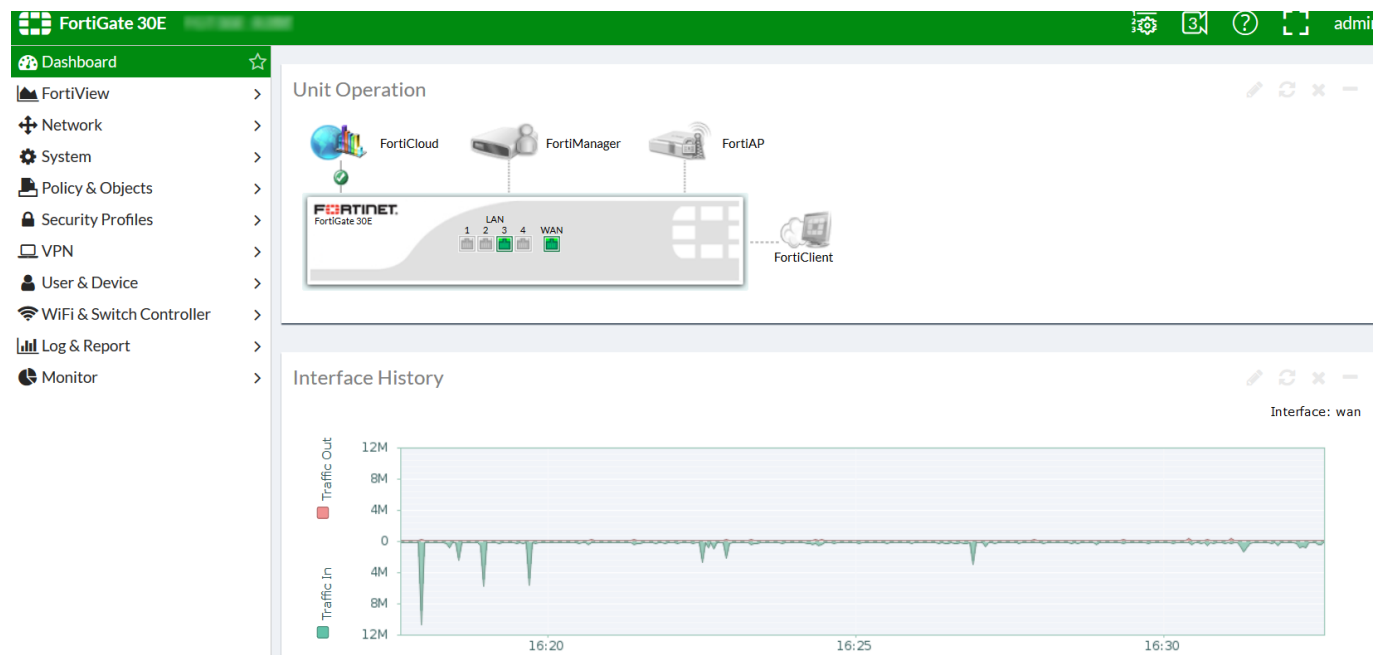 FortiGate 30E
3
?
admin
Dashboard
FortiView
Network
System
Policy & Objects
Security Profiles
VPN
User & Device
WiFi & Switch Controller
Log & Report
Monitor
Unit Operation
FortiCloud
FortiManager
FortiAP
FORTINET.
FortiGate 30E
LAN
1 2 3 4 WAN
FortiClient
Interface History
Interface: wan
Traffic Out
Traffic In
12M
8M
4M
0
4M
8M
12M
16:20
16:25
16:30